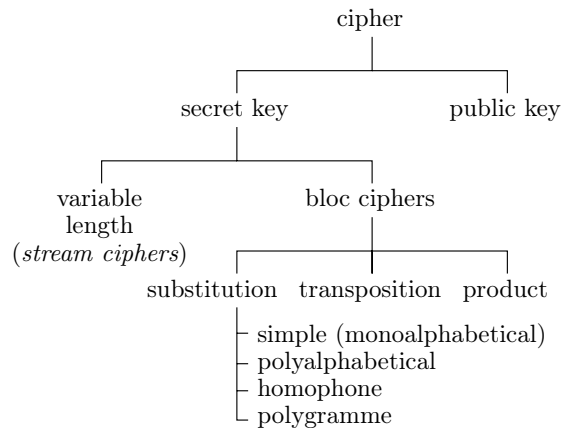 cipher
secret key
public key
variable
length
(stream ciphers)
bloc ciphers
substitution
transposition
product
simple (monoalphabetical)
polyalphabetical
homophone
polygramme